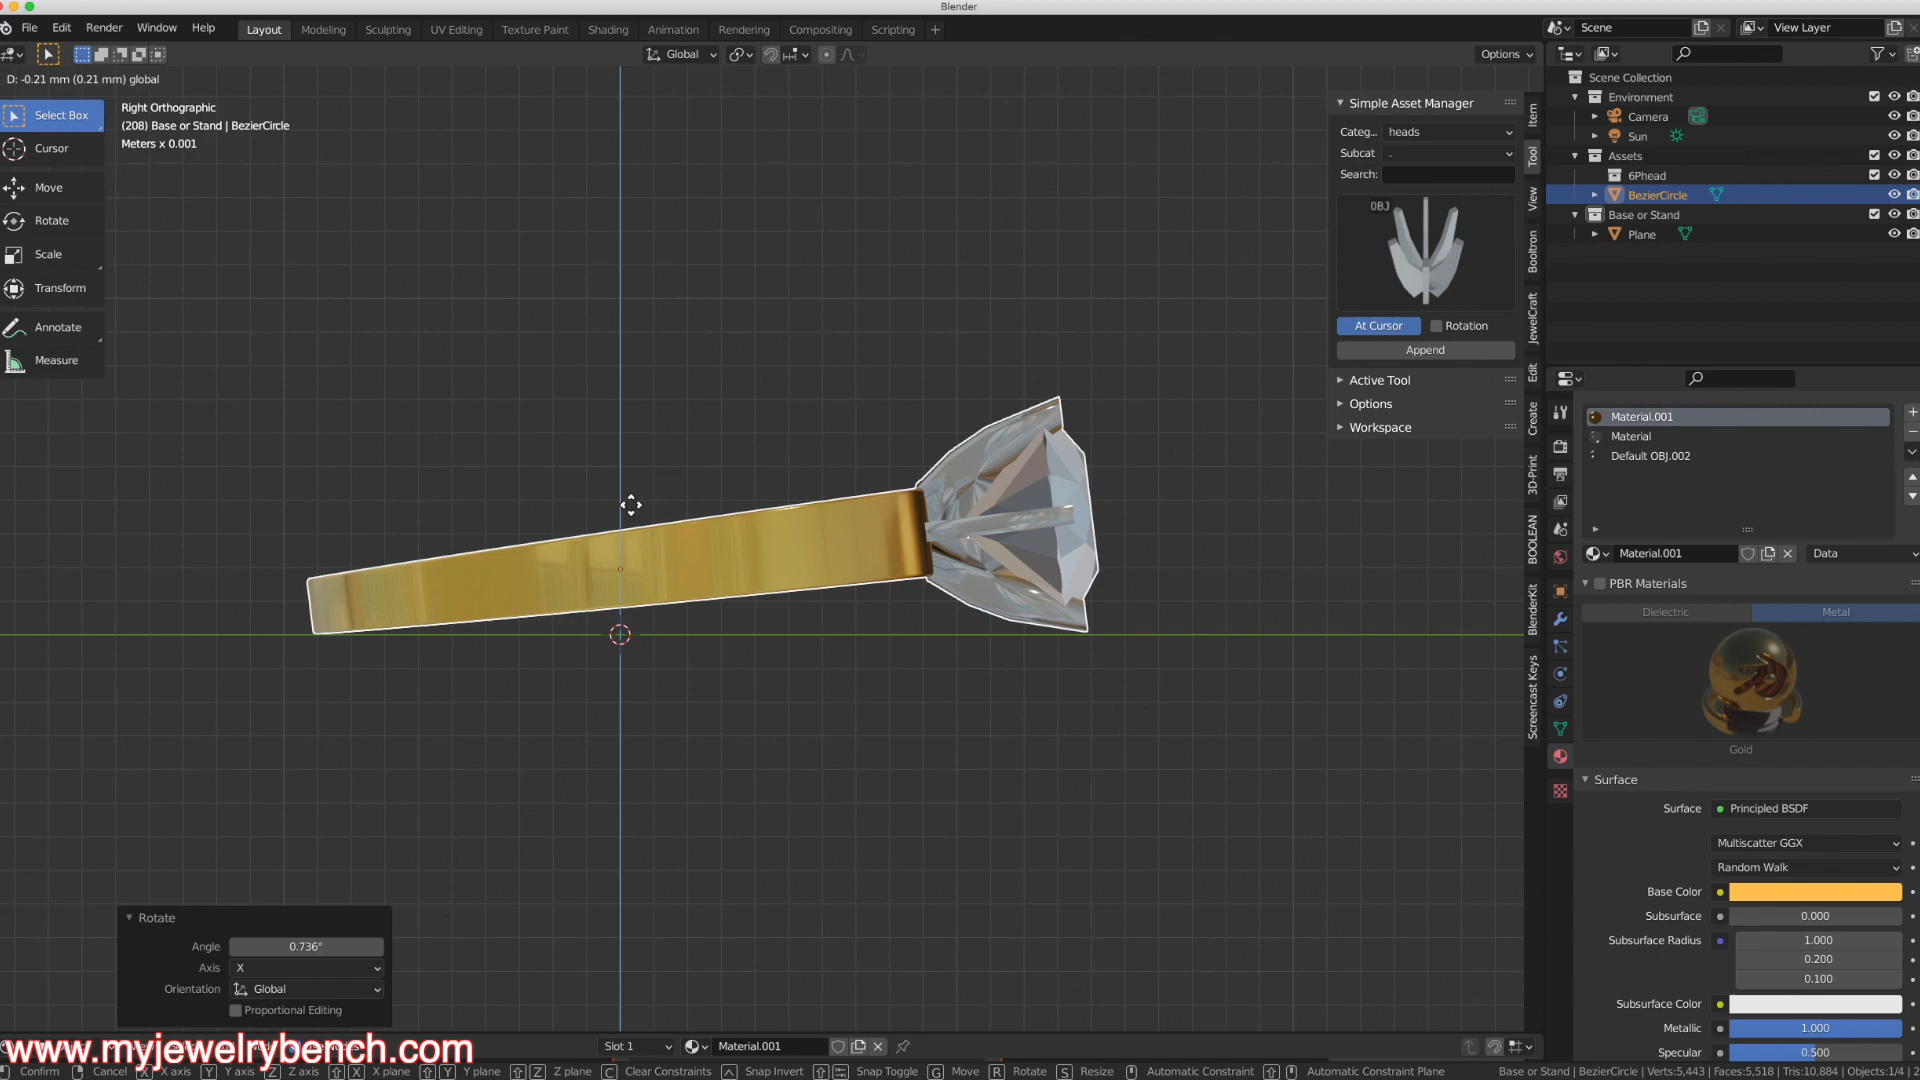 Blender
File Edit Render Window Help Layout Modeling Sculpting UV Editing Texture Paint Shading Animation Rendering Compositing Scripting + Scene View Layer
Global Options
D: -0.21 mm (0.21 mm) global
Scene Collection
Select Box
Right Orthographic
(208) Base or Stand | BezierCircle
Meters x 0.001
Simple Asset Manager
Environment
Camera
Sun
Assets
6Phead
BezierCircle
Base or Stand
Plane
Cursor
Move
Rotate
Scale
Transform
Annotate
Measure
Categ... heads
Subcat .
Search:
OBJ
At Cursor Rotation
Append
Active Tool
Options
Workspace
Item
Tool
View
Booltron
JewelCraft
Edit
Create
3D-Print
BOOLEAN
BlenderKit
Screencast Keys
Material.001
Material
Default OBJ.002
Material.001 Data
PBR Materials
Dielectric Metal
Gold
Surface
Surface Principled BSDF
Multiscatter GGX
Random Walk
Base Color
Subsurface 0.000
Subsurface Radius 1.000
0.200
0.100
Subsurface Color
Metallic 1.000
Specular 0.500
Rotate
Angle 0.736°
Axis X
Orientation Global
Proportional Editing
www.myjewelrybench.com
Slot 1 Material.001
Confirm Cancel X X axis Y Y axis Z Z axis X X plane Y Y plane Z Z plane C Clear Constraints Snap Invert Snap Toggle G Move R Rotate S Resize Automatic Constraint Automatic Constraint Plane Base or Stand | BezierCircle | Verts:5,443 | Faces:5,518 | Tris:10,884 | Objects:1/4